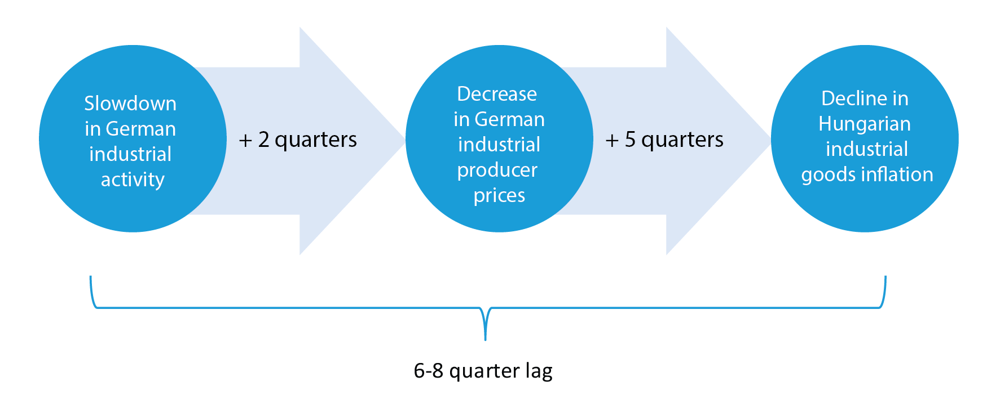 Slowdown
in German
industrial
activity
+ 2 quarters
Decrease
in German
industrial
producer
prices
+ 5 quarters
Decline in
Hungarian
industrial
goods inflation
6-8 quarter lag